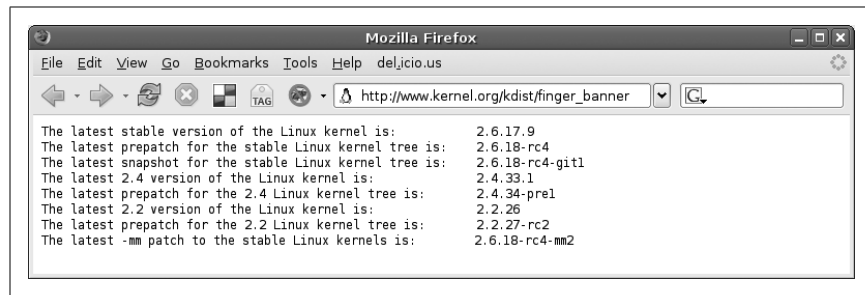 Mozilla Firefox
File Edit View Go Bookmarks Tools Help del.icio.us
TAG http://www.kernel.org/kdist/finger_banner G
The latest stable version of the Linux kernel is: 2.6.17.9
The latest prepatch for the stable Linux kernel tree is: 2.6.18-rc4
The latest snapshot for the stable Linux kernel tree is: 2.6.18-rc4-git1
The latest 2.4 version of the Linux kernel is: 2.4.33.1
The latest prepatch for the 2.4 Linux kernel tree is: 2.4.34-pre1
The latest 2.2 version of the Linux kernel is: 2.2.26
The latest prepatch for the 2.2 Linux kernel tree is: 2.2.27-rc2
The latest -mm patch to the stable Linux kernels is: 2.6.18-rc4-mm2